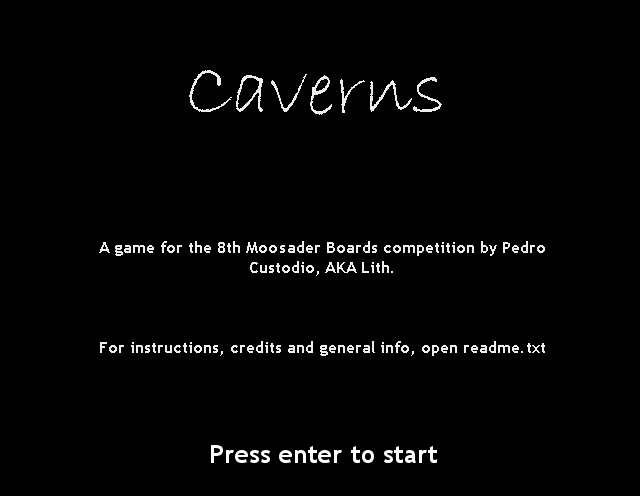 Caverns
A game for the 8th Moosader Boards competition by Pedro
Custodio, AKA Lith.
For instructions, credits and general info, open readme.txt
Press enter to start